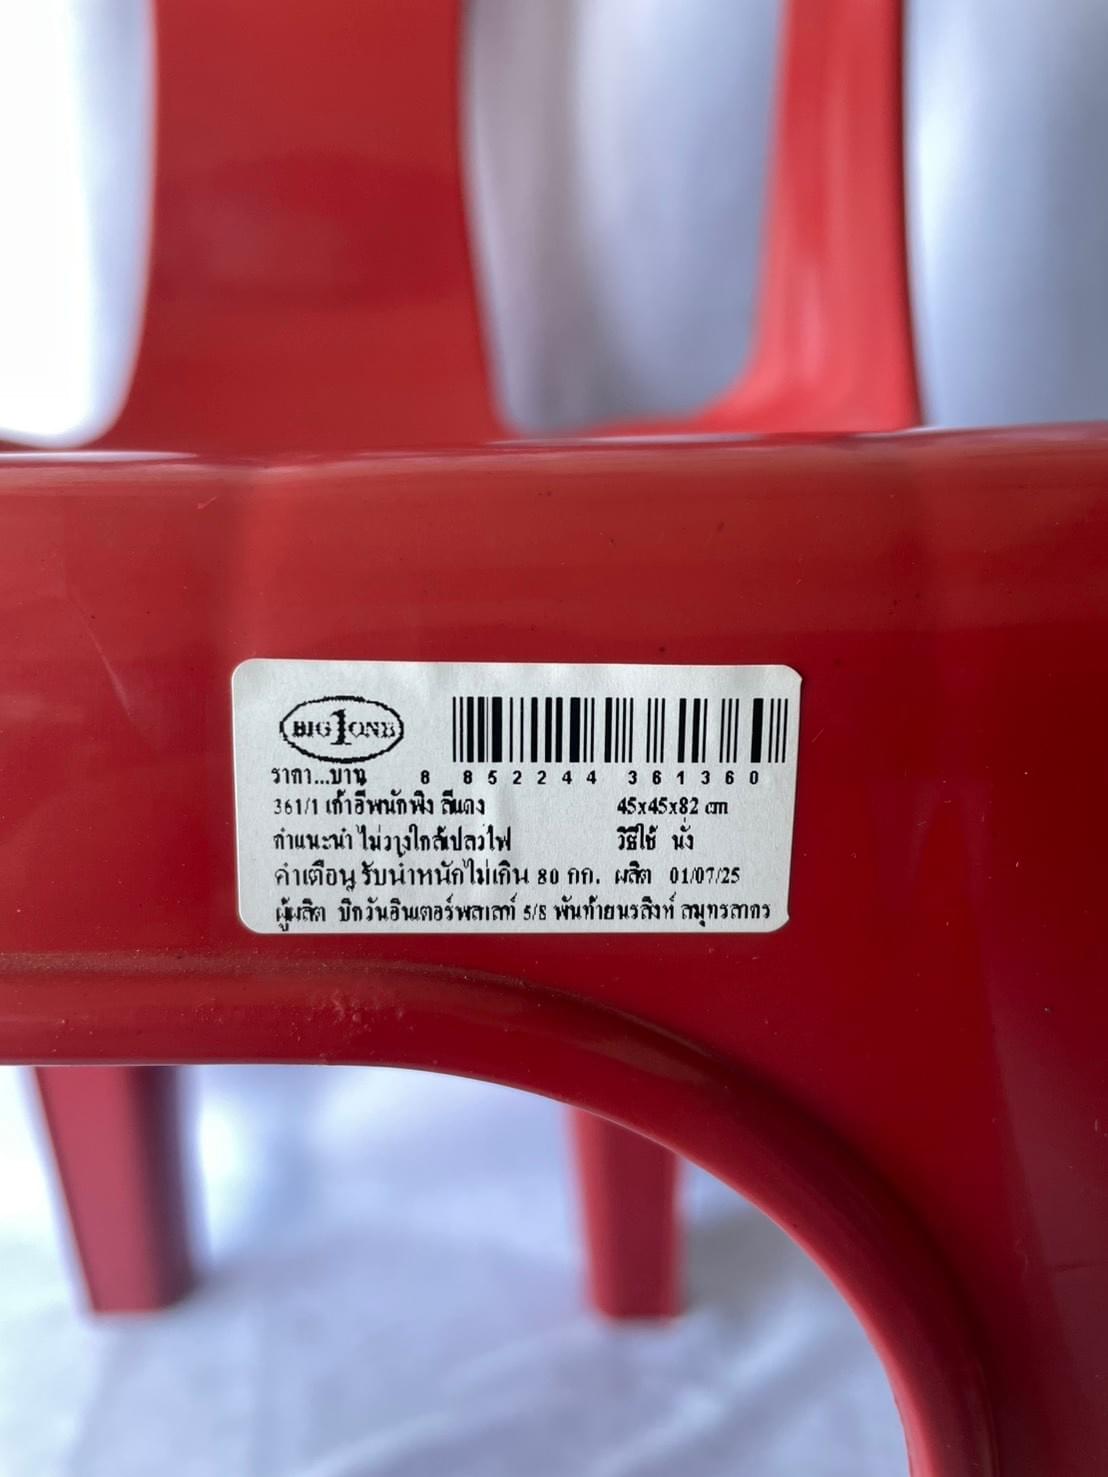 BIG 1 ONE
ราคา...บาท 8 852244 361360
361/1 เก้าอี้พนักพิง สีแดง 45x45x82 cm
คำแนะนำ ไม่วางใกล้เปลวไฟ วิธีใช้ นั่ง
คำเตือน รับน้ำหนักไม่เกิน 80 กก. ผลิต 01/07/25
ผู้ผลิต บิกวันอินเตอร์พลาสท์ 5/8 พันท้ายนรสิงห์ สมุทรสาคร